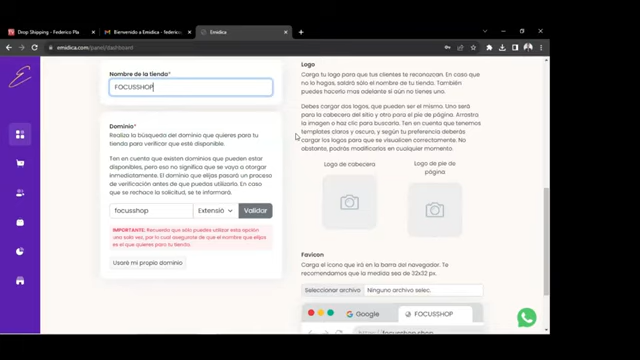 Drop Shipping - Federico Pla
Bienvenido a Emidica - federico
Emidica
emidica.com/panel/dashboard
Nombre de la tienda*
FOCUSSHOP
Dominio*
Realiza la búsqueda del dominio que quieres para tu
tienda para verificar que esté disponible.
Ten en cuenta que existen dominios que pueden estar
disponibles, pero eso no significa que se vaya a otorgar
inmediatamente. El dominio que elijas pasará un proceso
de verificación antes de que puedas utilizarlo. En caso
que se rechace la solicitud, se te informará.
focusshop
Extensió
Validar
IMPORTANTE: Recuerda que sólo puedes utilizar esta opción
una sola vez, por lo cual asegurate de que el nombre que elijas
es el que quieres para tu tienda.
Usaré mi propio dominio
Logo
Carga tu logo para que tus clientes te reconozcan. En caso que
no lo hagas, saldrá sólo el nombre de tu tienda. También
puedes hacerlo mas adelante si aún no tienes uno.
Debes cargar dos logos, que pueden ser el mismo. Uno será
para la cabecera del sitio y otro para el pie de página. Arrastra
la imagen o haz clic para buscarla. Ten en cuenta que tenemos
templates claros y oscuro, y según tu preferencia deberás
cargar los logos para que se visualicen correctamente. No
obstante, podrás modificarlos en cualquier momento.
Logo de cabecera
Logo de pie de
página
Favicon
Carga el icono que irá en la barra del navegador. Te
recomendamos que la medida sea de 32x32 px.
Seleccionar archivo
Ninguno archivo selec.
Google
FOCUSSHOP
focusshop.shop